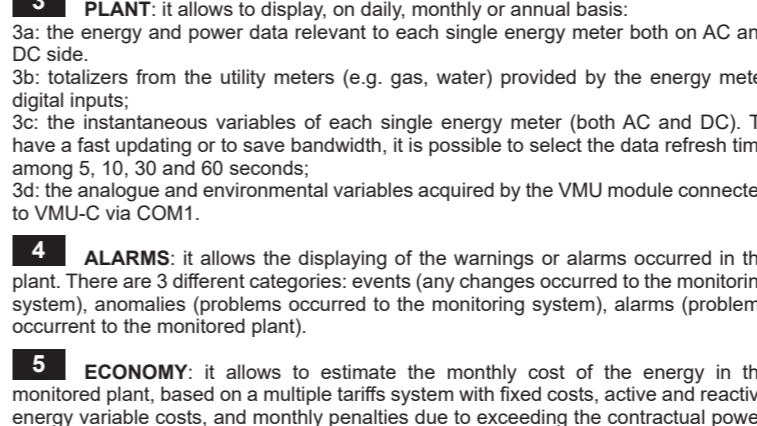 3 PLANT: it allows to display, on daily, monthly or annual basis:
3a: the energy and power data relevant to each single energy meter both on AC an
DC side.
3b: totalizers from the utility meters (e.g. gas, water) provided by the energy mete
digital inputs;
3c: the instantaneous variables of each single energy meter (both AC and DC). T
have a fast updating or to save bandwidth, it is possible to select the data refresh tim
among 5, 10, 30 and 60 seconds;
3d: the analogue and environmental variables acquired by the VMU module connecte
to VMU-C via COM1.
4 ALARMS: it allows the displaying of the warnings or alarms occurred in th
plant. There are 3 different categories: events (any changes occurred to the monitorin
system), anomalies (problems occurred to the monitoring system), alarms (problem
occurrent to the monitored plant).
5 ECONOMY: it allows to estimate the monthly cost of the energy in th
monitored plant, based on a multiple tariffs system with fixed costs, active and reactiv
energy variable costs, and monthly penalties due to exceeding the contractual powe